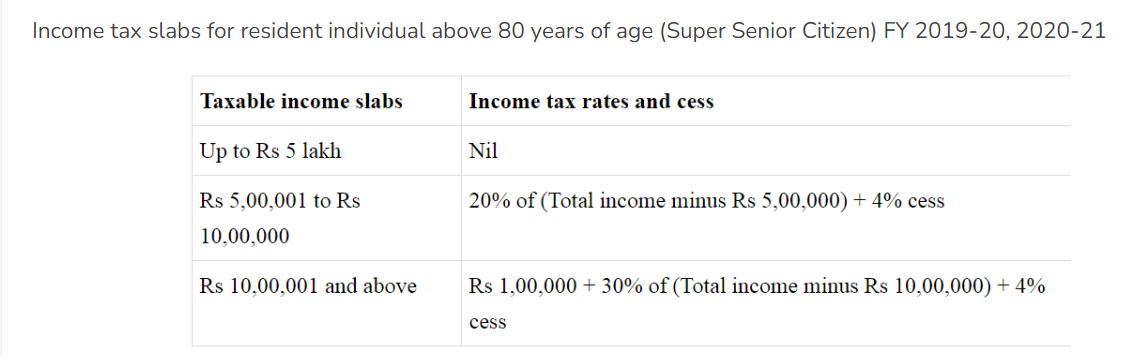 Income tax slabs for resident individual above 80 years of age (Super Senior Citizen) FY 2019-20, 2020-21
Taxable income slabs Income tax rates and cess
Up to Rs 5 lakh Nil
Rs 5,00,001 to Rs 20% of (Total income minus Rs 5,00,000) + 4% cess
10,00,000
Rs 10,00,001 and above Rs 1,00,000 + 30% of (Total income minus Rs 10,00,000) + 4%
cess